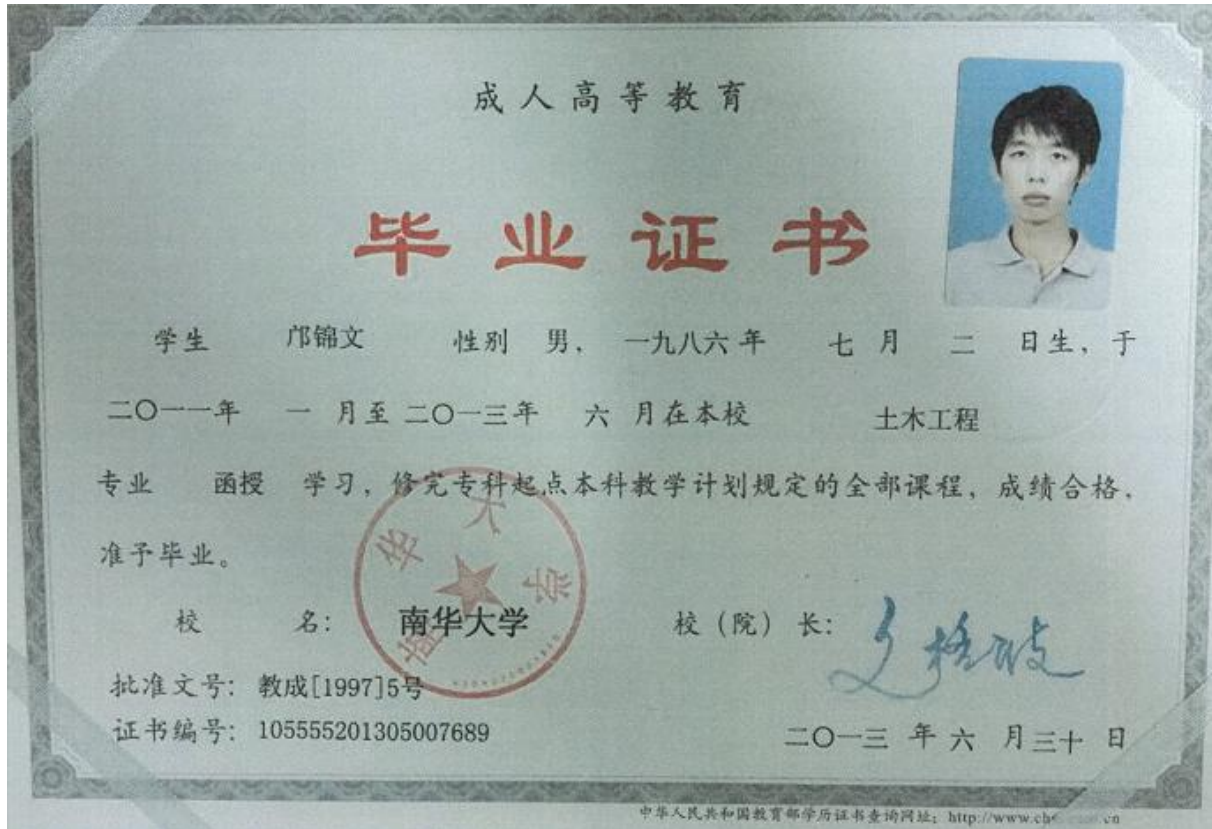 成人高等教育
毕业证书
学生 邝锦文 性别 男， 一九八六年 七 月 二 日生，于
二〇一一年 一 月至 二〇一三年 六 月在本校 土木工程
专业 函授 学习，修完专科起点本科教学计划规定的全部课程，成绩合格，
准予毕业。
南华大学
校 名： 南华大学 校（院）长：
批准文号： 教成[1997]5号
证书编号： 105555201305007689
二〇一三 年 六 月 三十 日
中华人民共和国教育部学历证书查询网址：http://www.ch